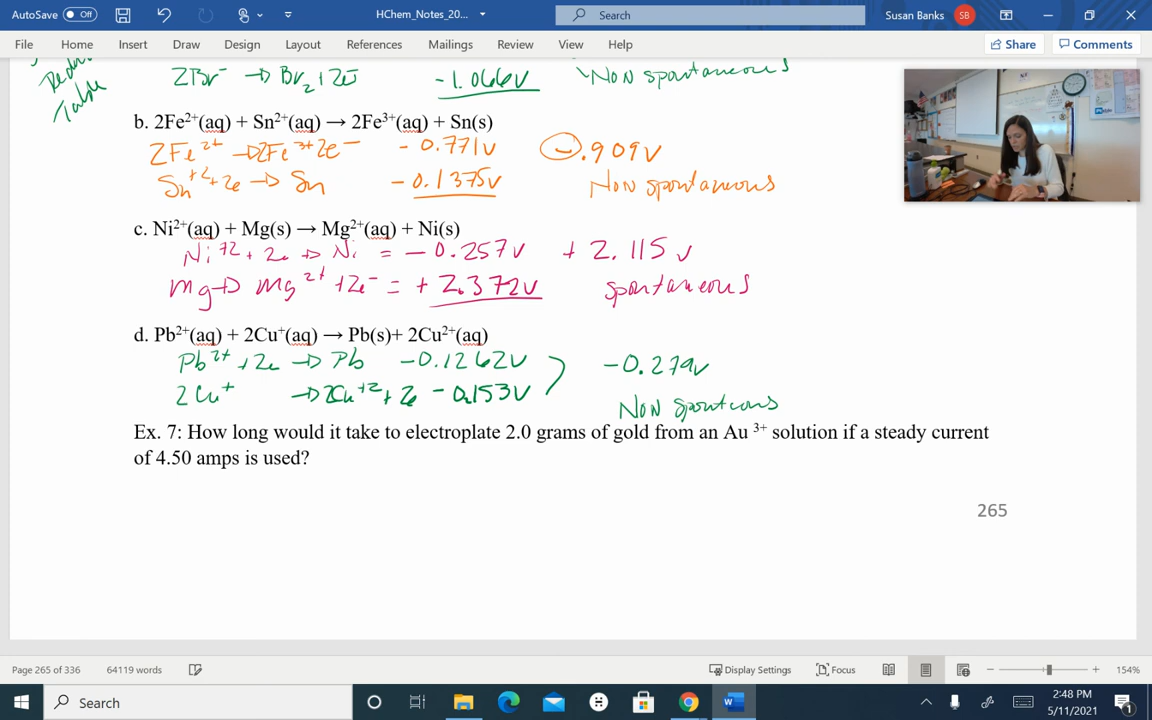 AutoSave Off HChem_Notes_20... Search Susan Banks SB
File Home Insert Draw Design Layout References Mailings Review View Help Share Comments
Reduc
Table
2Br⁻ → Br₂ + 2e⁻ -1.066v Non spontaneous
b. 2Fe²⁺(aq) + Sn²⁺(aq) → 2Fe³⁺(aq) + Sn(s)
2Fe²⁺ → 2Fe³⁺ 2e⁻ -0.771v -.909v
Sn⁺² + 2e → Sn -0.1375v Non spontaneous
c. Ni²⁺(aq) + Mg(s) → Mg²⁺(aq) + Ni(s)
Ni⁺² + 2e → Ni = -0.257v + 2.115 v
Mg → Mg²⁺ + 2e⁻ = + 2.372v spontaneous
d. Pb²⁺(aq) + 2Cu⁺(aq) → Pb(s)+ 2Cu²⁺(aq)
Pb²⁺ + 2e → Pb -0.1262v -0.279v
2Cu⁺ → 2Cu⁺² + 2e -0.153v Non sponteous
Ex. 7: How long would it take to electroplate 2.0 grams of gold from an Au ³⁺ solution if a steady current
of 4.50 amps is used?
265
Page 265 of 336 64119 words Display Settings Focus 154%
Search 2:48 PM
5/11/2021 1